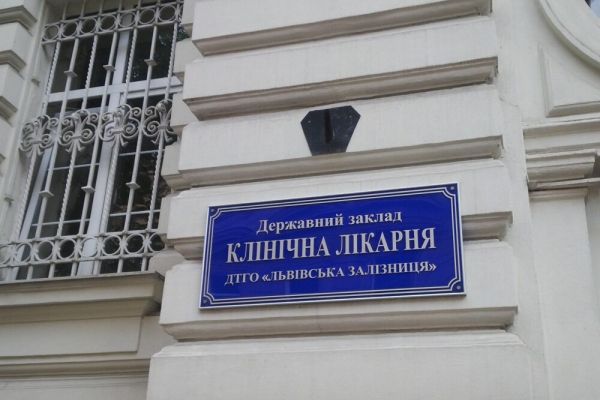 Державний заклад
КЛІНІЧНА ЛІКАРНЯ
ДТГО «ЛЬВІВСЬКА ЗАЛІЗНИЦЯ»